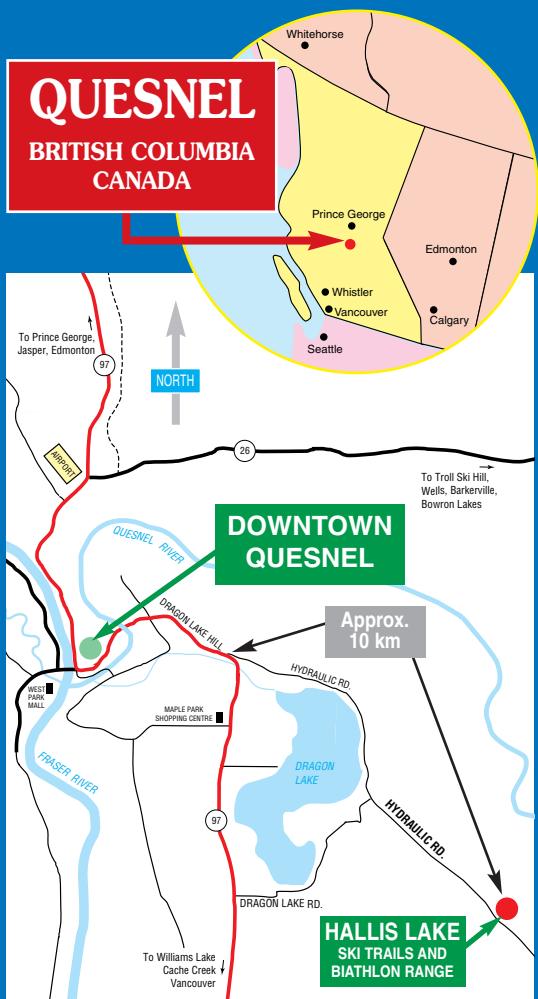 QUESNEL
BRITISH COLUMBIA
CANADA
Whitehorse
Prince George
Edmonton
Whistler
Vancouver
Calgary
Seattle
To Prince George,
Jasper, Edmonton
97
NORTH
AIRPORT
26
To Troll Ski Hill,
Wells, Barkerville,
Bowron Lakes
QUESNEL RIVER
DOWNTOWN
QUESNEL
DRAGON LAKE HILL
Approx.
10 km
HYDRAULIC RD.
WEST
PARK
MALL
MAPLE PARK
SHOPPING CENTRE
DRAGON
LAKE
FRASER RIVER
97
HYDRAULIC RD.
DRAGON LAKE RD.
HALLIS LAKE
SKI TRAILS AND
BIATHLON RANGE
To Williams Lake
Cache Creek
Vancouver